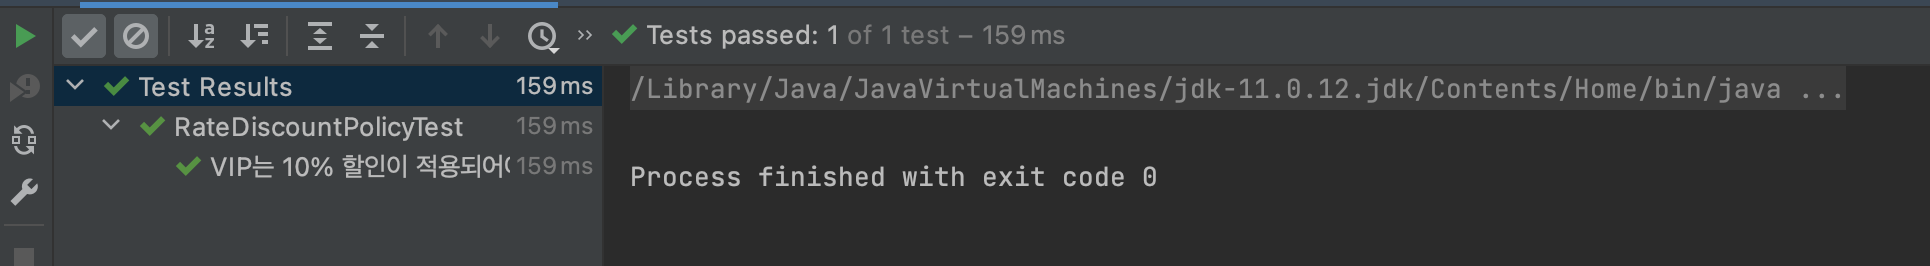 Tests passed: 1 of 1 test – 159 ms
Test Results 159 ms
/Library/Java/JavaVirtualMachines/jdk-11.0.12.jdk/Contents/Home/bin/java ...
RateDiscountPolicyTest 159 ms
VIP는 10% 할인이 적용되어 159 ms
Process finished with exit code 0